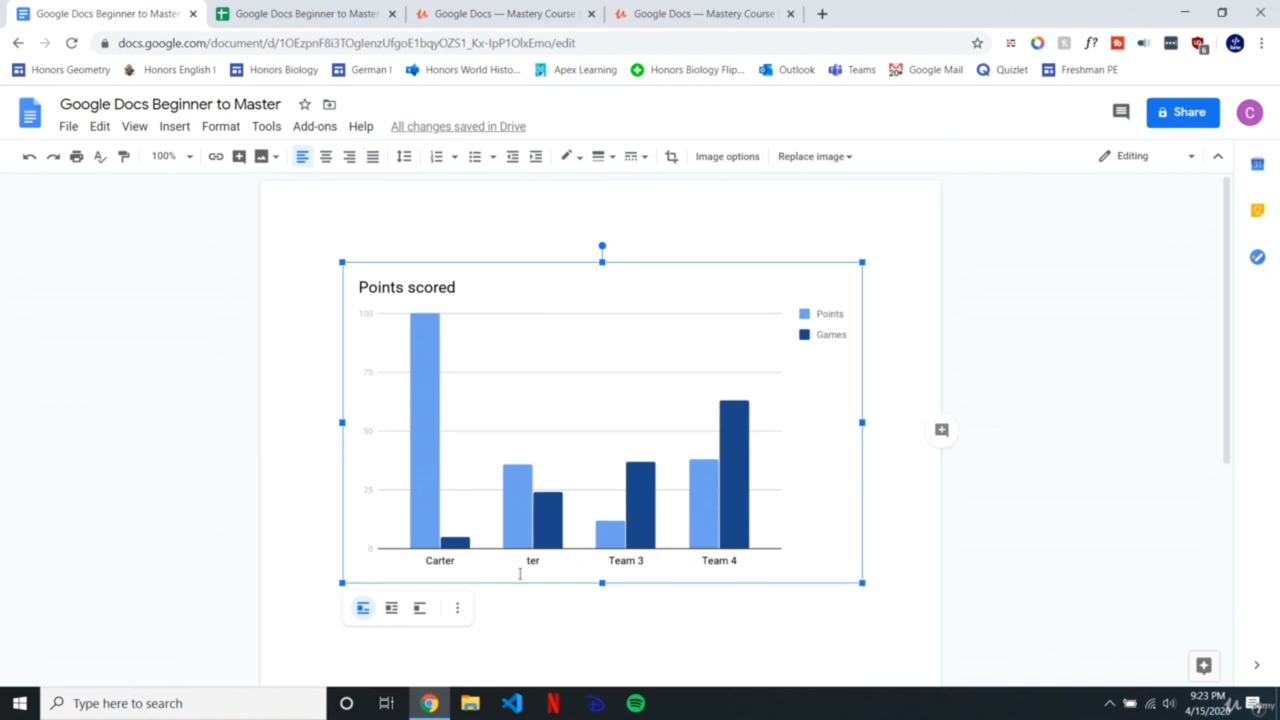 Google Docs Beginner to Master
Google Docs Beginner to Master
Google Docs — Mastery Course
Google Docs — Mastery Course
docs.google.com/document/d/1OEzpnF8i3TOgIenzUfgoE1bqyOZS1_Kx-IpP1OlxEmo/edit
Honors Geometry
Honors English I
Honors Biology
German I
Honors World Histo...
Apex Learning
Honors Biology Flip...
Outlook
Teams
Google Mail
Quizlet
Freshman PE
Google Docs Beginner to Master
Share
C
File Edit View Insert Format Tools Add-ons Help All changes saved in Drive
100% Image options Replace image Editing
Points scored
Points
Games
100
75
50
25
0
Carter ter Team 3 Team 4
Type here to search
9:23 PM
4/15/2020